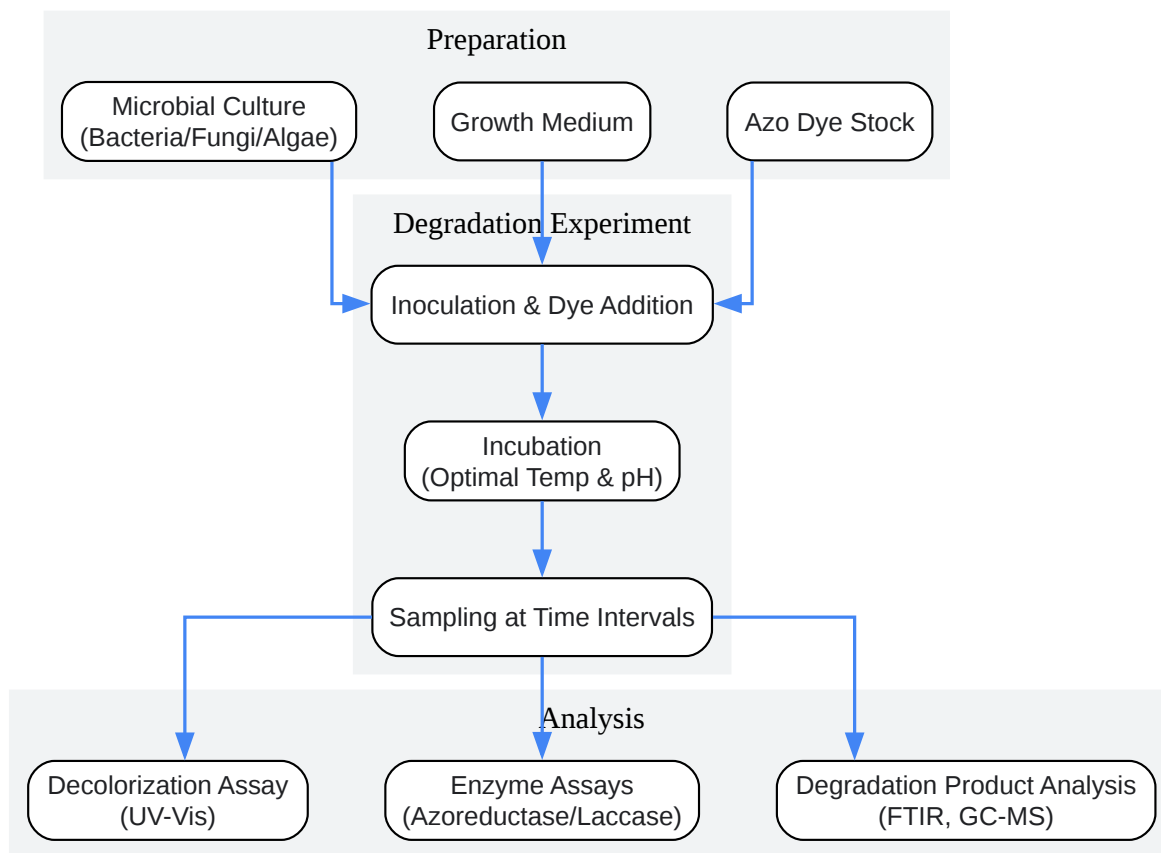 Preparation
Microbial Culture
(Bacteria/Fungi/Algae)
Growth Medium
Azo Dye Stock
Degradation Experiment
Inoculation & Dye Addition
Incubation
(Optimal Temp & pH)
Sampling at Time Intervals
Analysis
Decolorization Assay
(UV-Vis)
Enzyme Assays
(Azoreductase/Laccase)
Degradation Product Analysis
(FTIR, GC-MS)